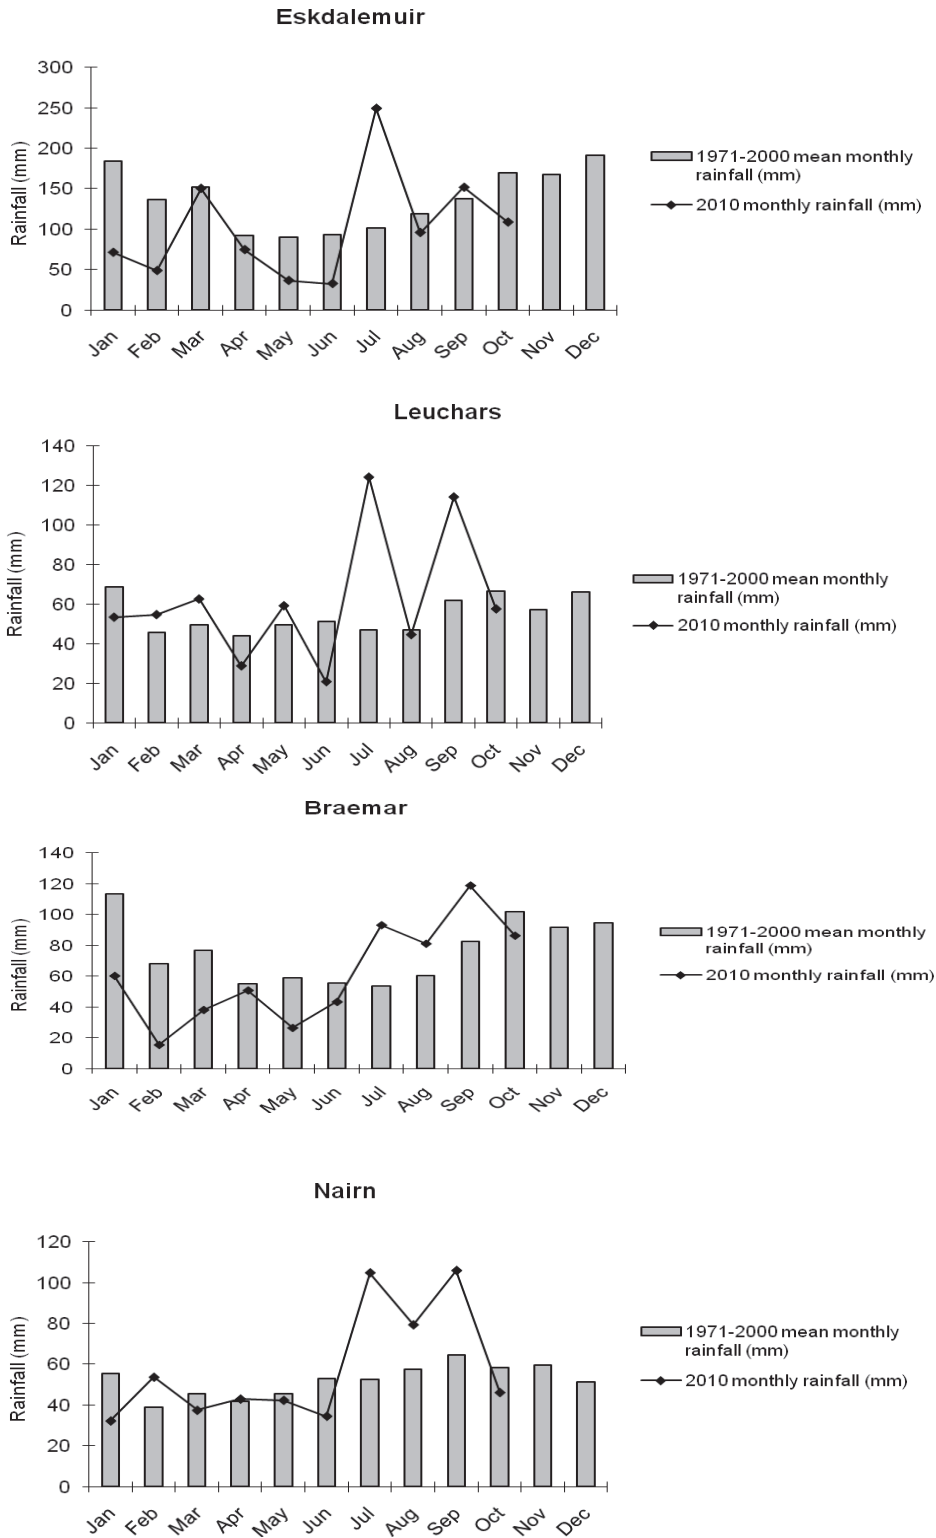 Eskdalemuir
300
250
200
150
100
50
0
Rainfall (mm)
Jan Feb Mar Apr May Jun Jul Aug Sep Oct Nov Dec
1971-2000 mean monthly
rainfall (mm)
2010 monthly rainfall (mm)
Leuchars
140
120
100
80
60
40
20
0
Rainfall (mm)
Jan Feb Mar Apr May Jun Jul Aug Sep Oct Nov Dec
1971-2000 mean monthly
rainfall (mm)
2010 monthly rainfall (mm)
Braemar
140
120
100
80
60
40
20
0
Rainfall (mm)
Jan Feb Mar Apr May Jun Jul Aug Sep Oct Nov Dec
1971-2000 mean monthly
rainfall (mm)
2010 monthly rainfall (mm)
Nairn
120
100
80
60
40
20
0
Rainfall (mm)
Jan Feb Mar Apr May Jun Jul Aug Sep Oct Nov Dec
1971-2000 mean monthly
rainfall (mm)
2010 monthly rainfall (mm)